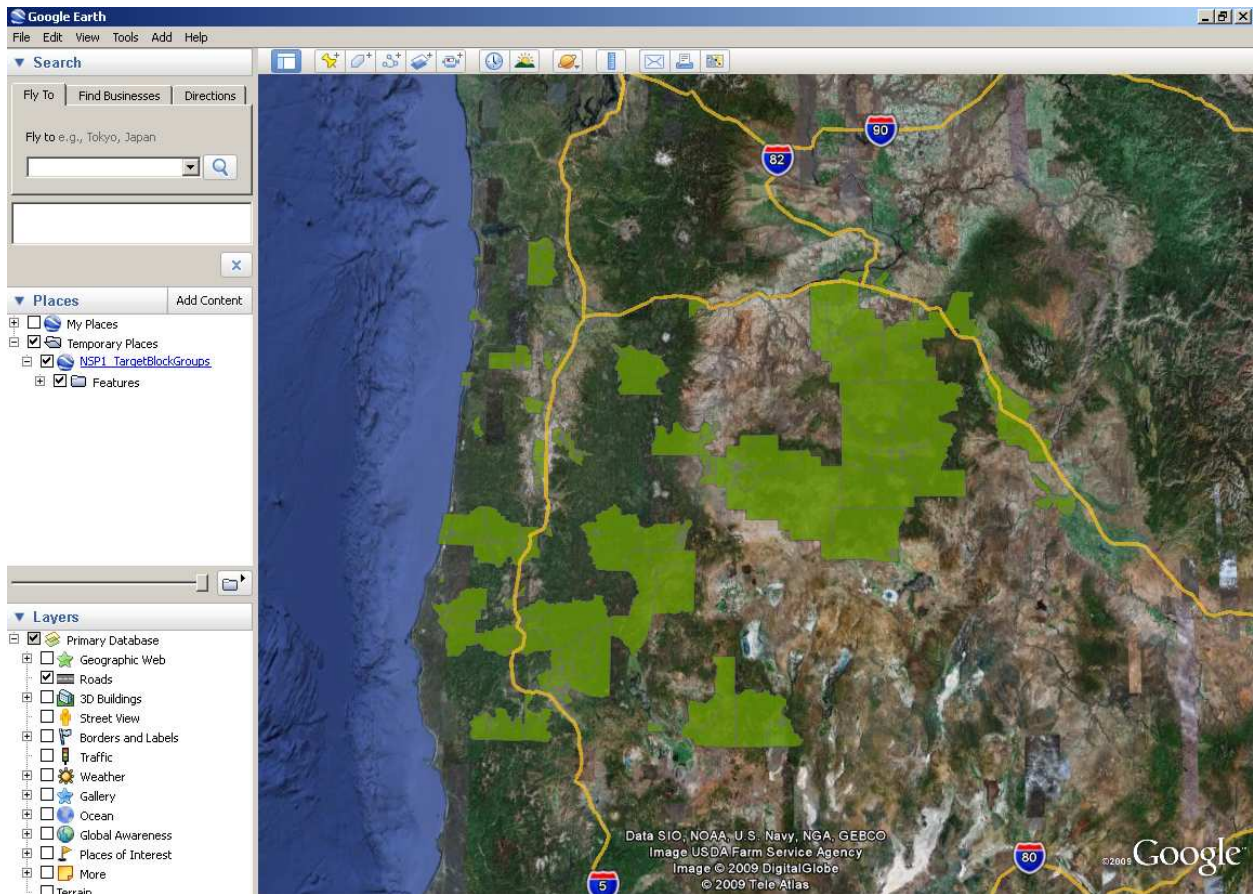 Google Earth
File Edit View Tools Add Help
Search
Fly To Find Businesses Directions
Fly to e.g., Tokyo, Japan
Places Add Content
My Places
Temporary Places
NSP1_TargetBlockGroups
Features
Layers
Primary Database
Geographic Web
Roads
3D Buildings
Street View
Borders and Labels
Traffic
Weather
Gallery
Ocean
Global Awareness
Places of Interest
More
Terrain
90
82
Data SIO, NOAA, U.S. Navy, NGA, GEBCO
Image USDA Farm Service Agency
Image © 2009 DigitalGlobe
© 2009 Tele Atlas
80
©2009 Google
5